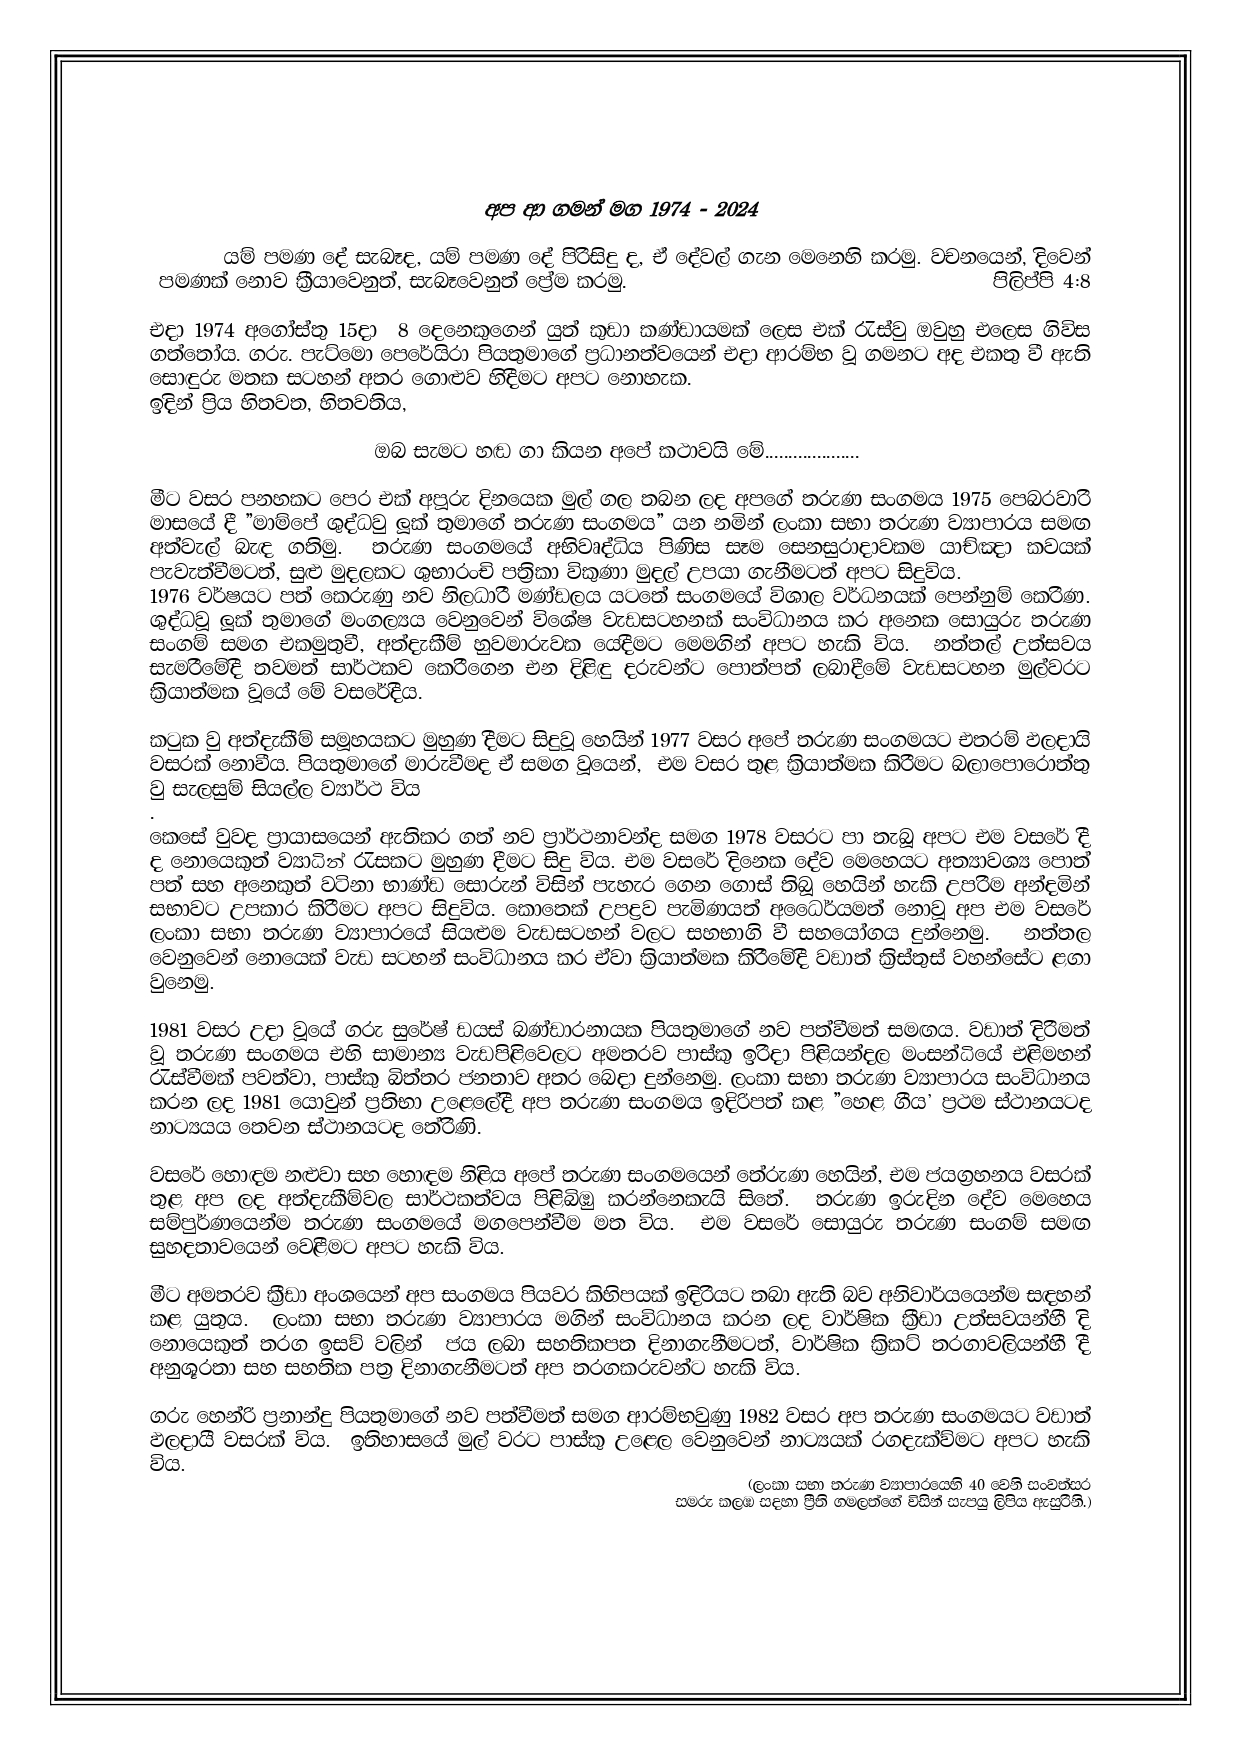 අප ආ ගමන් මග 1974 - 2024
යම් පමණ දේ සැබෑද, යම් පමණ දේ පිරිසිදු ද, ඒ දේවල් ගැන මෙනෙහි කරමු. වචනයෙන්, දිවෙන්
පමණක් නොව ක්‍රියාවෙනුත්, සැබෑවෙනුත් ප්‍රේම කරමු. පිලිප්පි 4:8
එදා 1974 අගෝස්තු 15දා 8 දෙනෙකුගෙන් යුත් කුඩා කණ්ඩායමක් ලෙස එක් රැස්වු ඔවුහු එලෙස ගිවිස
ගත්තෝය. ගරු. පැට්මො පෙරේයිරා පියතුමාගේ ප්‍රධානත්වයෙන් එදා ආරම්භ වූ ගමනට අද එකතු වී ඇති
සොඳුරු මතක සටහන් අතර ගොළුව හිදීමට අපට නොහැක.
ඉදින් ප්‍රිය හිතවත, හිතවතිය,
ඔබ සැමට හඬ ගා කියන අපේ කථාවයි මේ....................
මීට වසර පනහකට පෙර එක් අපූරු දිනයෙක මුල් ගල තබන ලද අපගේ තරුණ සංගමය 1975 පෙබරවාරි
මාසයේ දී ”මාම්පේ ශුද්ධවු ලූක් තුමාගේ තරුණ සංගමය” යන නමින් ලංකා සභා තරුණ ව්‍යාපාරය සමඟ
අත්වැල් බැඳ ගතිමු. තරුණ සංගමයේ අභිවෘද්ධිය පිණිස සෑම සෙනසුරාදාවකම යාච්ඤා කවයක්
පැවැත්වීමටත්, සුළු මුදලකට ශුභාරංචි පත්‍රිකා විකුණා මුදල් උපයා ගැනීමටත් අපට සිදුවිය.
1976 වර්ෂයට පත් කෙරුණු නව නිලධාරී මණ්ඩලය යටතේ සංගමයේ විශාල වර්ධනයක් පෙන්නුම් කෙරිණ.
ශුද්ධවූ ලූක් තුමාගේ මංගල්‍යය වෙනුවෙන් විශේෂ වැඩසටහනක් සංවිධානය කර අනෙක සොයුරු තරුණ
සංගම් සමග එකමුතුවී, අත්දැකීම් හුවමාරුවක යෙදීමට මෙමගින් අපට හැකි විය. නත්තල් උත්සවය
සැමරීමේදී තවමත් සාර්ථකව කෙරීගෙන එන දිළිඳු දරුවන්ට පොත්පත් ලබාදීමේ වැඩසටහන මුල්වරට
ක්‍රියාත්මක වූයේ මේ වසරේදීය.
කටුක වු අත්දැකීම් සමූහයකට මුහුණ දීමට සිදුවූ හෙයින් 1977 වසර අපේ තරුණ සංගමයට එතරම් ඵලදායි
වසරක් නොවීය. පියතුමාගේ මාරුවීමද ඒ සමග වූයෙන්, එම වසර තුළ ක්‍රියාත්මක කිරීමට බලාපොරොත්තු
වු සැලසුම් සියල්ල ව්‍යාර්ථ විය
.
කෙසේ වුවද ප්‍රායාසයෙන් ඇතිකර ගත් නව ප්‍රාර්ථනාවන්ද සමග 1978 වසරට පා තැබූ අපට එම වසරේ දී
ද නොයෙකුත් ව්‍යාධින් රැසකට මුහුණ දීමට සිදු විය. එම වසරේ දිනෙක දේව මෙහෙයට අත්‍යාවශ්‍ය පොත්
පත් සහ අනෙකුත් වටිනා භාණ්ඩ සොරුන් විසින් පැහැර ගෙන ගොස් තිබූ හෙයින් හැකි උපරිම අන්දමින්
සභාවට උපකාර කිරීමට අපට සිදුවිය. කොතෙක් උපද්‍රව පැමිණයත් අධෛර්යමත් නොවූ අප එම වසරේ
ලංකා සභා තරුණ ව්‍යාපාරයේ සියළුම වැඩසටහන් වලට සහභාගි වී සහයෝගය දුන්නෙමු. නත්තල
වෙනුවෙන් නොයෙක් වැඩ සටහන් සංවිධානය කර ඒවා ක්‍රියාත්මක කිරීමේදී වඩාත් ක්‍රිස්තුස් වහන්සේට ළඟා
වුනෙමු.
1981 වසර උදා වූයේ ගරු සුරේෂ් ඩයස් බණ්ඩාරනායක පියතුමාගේ නව පත්වීමත් සමඟය. වඩාත් දිරිමත්
වූ තරුණ සංගමය එහි සාමාන්‍ය වැඩපිළිවෙලට අමතරව පාස්කු ඉරිදා පිළියන්දල මංසන්ධියේ එළිමහන්
රැස්වීමක් පවත්වා, පාස්කු බිත්තර ජනතාව අතර බෙදා දුන්නෙමු. ලංකා සභා තරුණ ව්‍යාපාරය සංවිධානය
කරන ලද 1981 යොවුන් ප්‍රතිභා උළෙලේදී අප තරුණ සංගමය ඉදිරිපත් කළ ”හෙළ ගීය' ප්‍රථම ස්ථානයටද
නාට්‍යයය තෙවන ස්ථානයටද තේරීණි.
වසරේ හොඳම නළුවා සහ හොඳම නිළිය අපේ තරුණ සංගමයෙන් තේරුණ හෙයින්, එම ජයග්‍රහනය වසරක්
තුළ අප ලද අත්දැකීම්වල සාර්ථකත්වය පිළිබිඹු කරන්නෙකැයි සිතේ. තරුණ ඉරුදින දේව මෙහෙය
සම්පුර්ණයෙන්ම තරුණ සංගමයේ මගපෙන්වීම මත විය. එම වසරේ සොයුරු තරුණ සංගම් සමඟ
සුහදතාවයෙන් වෙළීමට අපට හැකි විය.
මීට අමතරව ක්‍රීඩා අංශයෙන් අප සංගමය පියවර කිහිපයක් ඉදිරියට තබා ඇති බව අනිවාර්යයෙන්ම සඳහන්
කළ යුතුය. ලංකා සභා තරුණ ව්‍යාපාරය මගින් සංවිධානය කරන ලද වාර්ෂික ක්‍රීඩා උත්සවයන්හී දි
නොයෙකුත් තරග ඉසව් වලින් ජය ලබා සහතිකපත දිනාගැනීමටත්, වාර්ෂික ක්‍රිකට් තරගාවලියන්හී දී
අනුශූරතා සහ සහතික පත්‍ර දිනාගැනීමටත් අප තරගකරුවන්ට හැකි විය.
ගරු හෙන්රි ප්‍රනාන්දු පියතුමාගේ නව පත්වීමත් සමග ආරම්භවුණු 1982 වසර අප තරුණ සංගමයට වඩාත්
ඵලදායී වසරක් විය. ඉතිහාසයේ මුල් වරට පාස්කු උළෙල වෙනුවෙන් නාට්‍යයක් රගදැක්වීමට අපට හැකි
විය.
(ලංකා සභා තරුණ ව්‍යාපාරයෙහි 40 වෙනි සංවත්සර
සමරු කලඹ සදහා ප්‍රීති ගමලත්ගේ විසින් සැපයු ලිපිය ඇසුරිනි.)